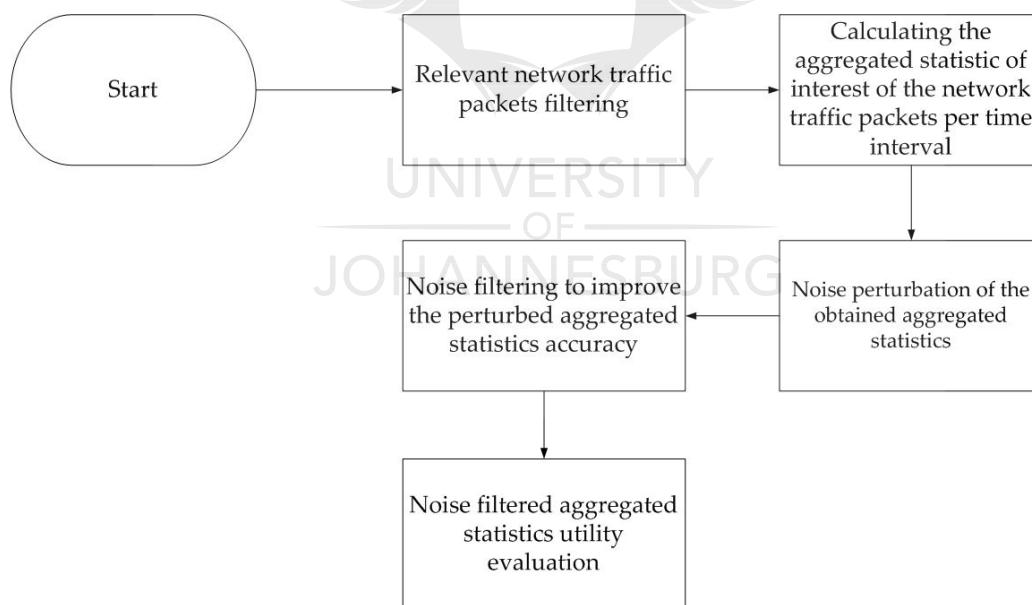 Start
Relevant network traffic
packets filtering
Calculating the
aggregated statistic of
interest of the network
traffic packets per time
interval
UNIVERSITY
OF
JOHANNESBURG
Noise perturbation of the
obtained aggregated
statistics
Noise filtering to improve
the perturbed aggregated
statistics accuracy
Noise filtered aggregated
statistics utility
evaluation